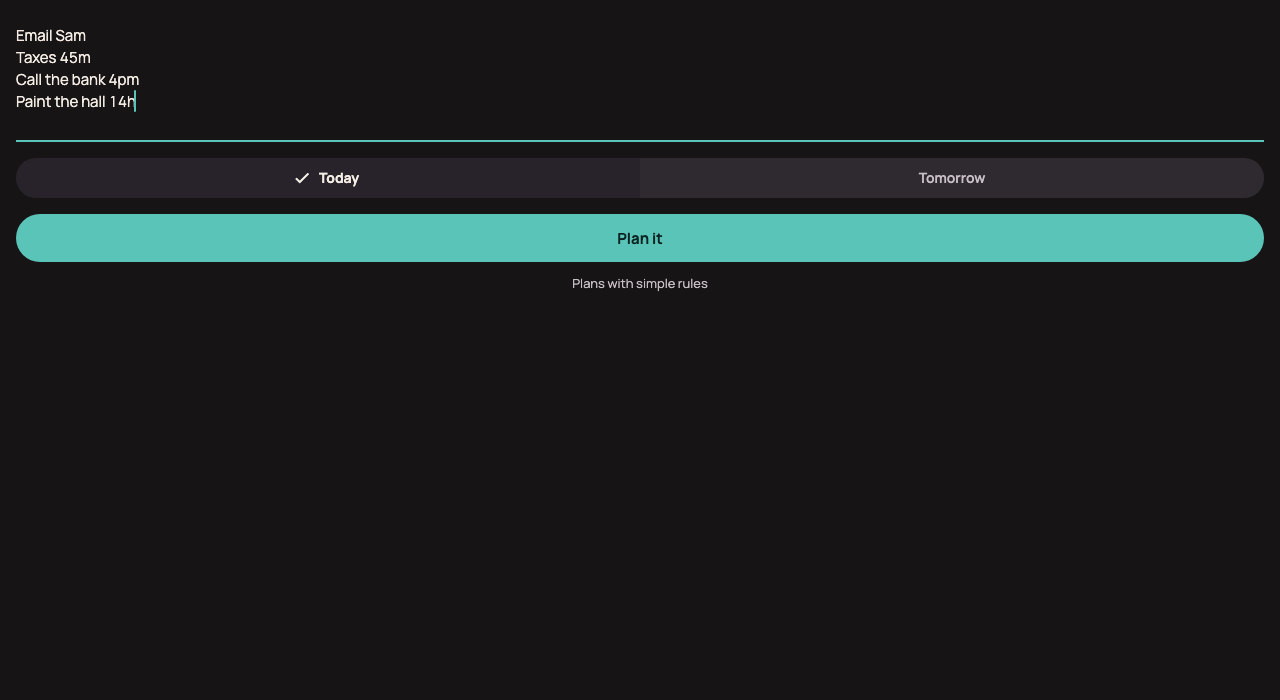 Email Sam
Taxes 45m
Call the bank 4pm
Paint the hall 14h
Today
Tomorrow
Plan it
Plans with simple rules